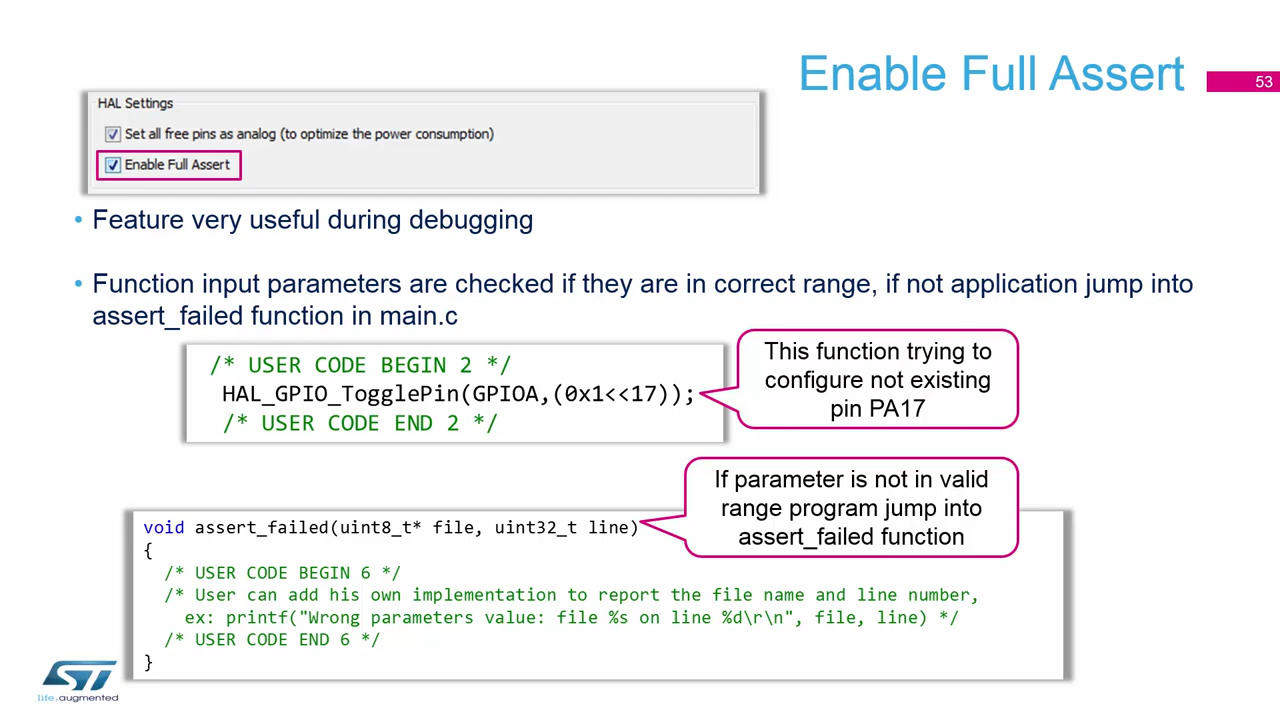 Enable Full Assert
53
HAL Settings
Set all free pins as analog (to optimize the power consumption)
Enable Full Assert
• Feature very useful during debugging
• Function input parameters are checked if they are in correct range, if not application jump into
assert_failed function in main.c
/* USER CODE BEGIN 2 */
HAL_GPIO_TogglePin(GPIOA,(0x1<<17));
/* USER CODE END 2 */
This function trying to
configure not existing
pin PA17
If parameter is not in valid
range program jump into
assert_failed function
void assert_failed(uint8_t* file, uint32_t line)
{
/* USER CODE BEGIN 6 */
/* User can add his own implementation to report the file name and line number,
ex: printf("Wrong parameters value: file %s on line %d\r\n", file, line) */
/* USER CODE END 6 */
}
ST
life.augmented